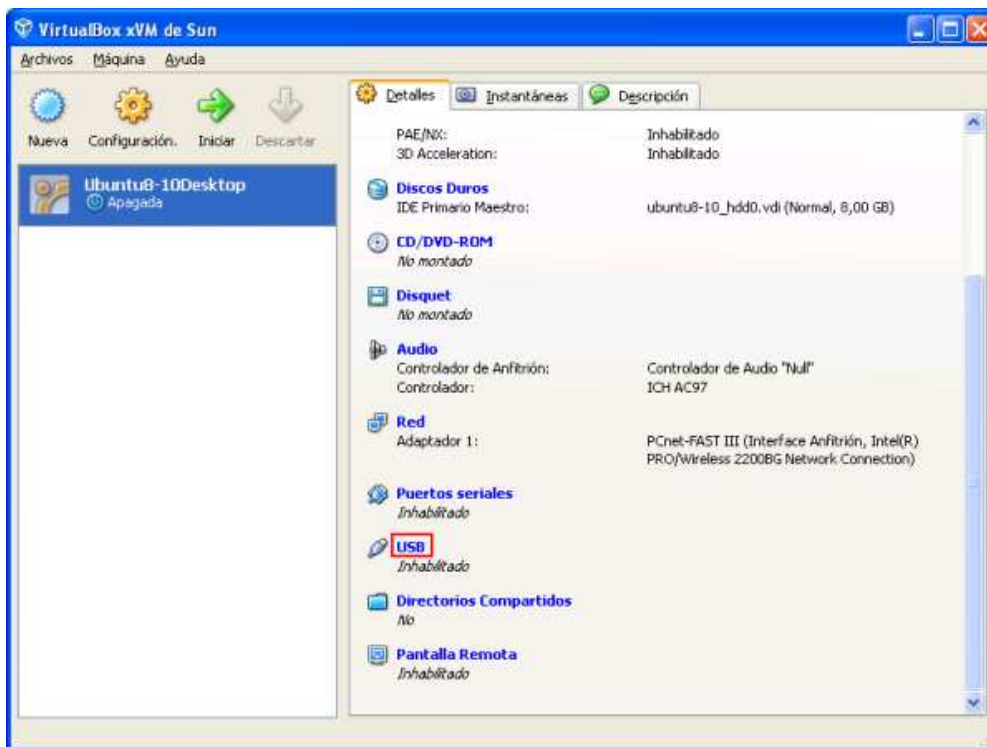 VirtualBox xVM de Sun
Archivos Máquina Ayuda
Nueva Configuración. Iniciar Descartar
Ubuntu8-10Desktop
Apagada
Detalles Instantáneas Descripción
PAE/NX: Inhabilitado
3D Acceleration: Inhabilitado
Discos Duros
IDE Primario Maestro: ubuntu8-10_hdd0.vdi (Normal, 8,00 GB)
CD/DVD-ROM
No montado
Disquet
No montado
Audio
Controlador de Anfitrión: Controlador de Audio "Null"
Controlador: ICH AC97
Red
Adaptador 1: PCnet-FAST III (Interface Anfitrión, Intel(R)
PRO/Wireless 2200BG Network Connection)
Puertos seriales
Inhabilitado
USB
Inhabilitado
Directorios Compartidos
No
Pantalla Remota
Inhabilitado